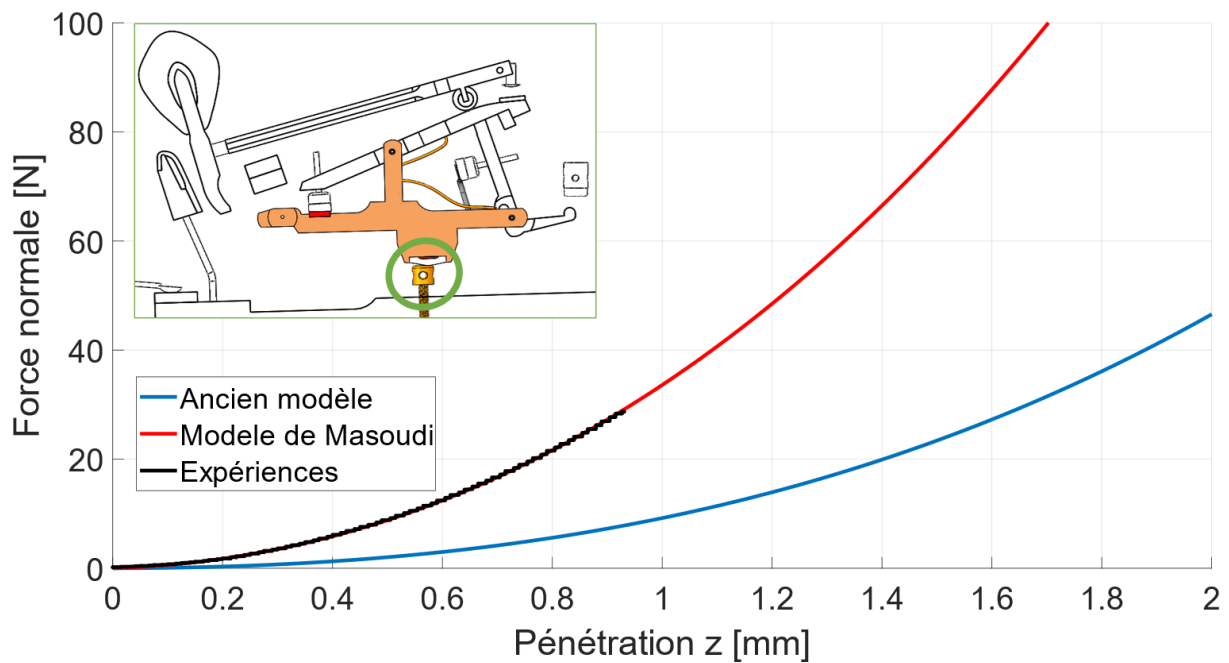 100
80
60
40
20
0
Force normale [N]
Ancien modèle
Modele de Masoudi
Expériences
0 0.2 0.4 0.6 0.8 1 1.2 1.4 1.6 1.8 2
Pénétration z [mm]